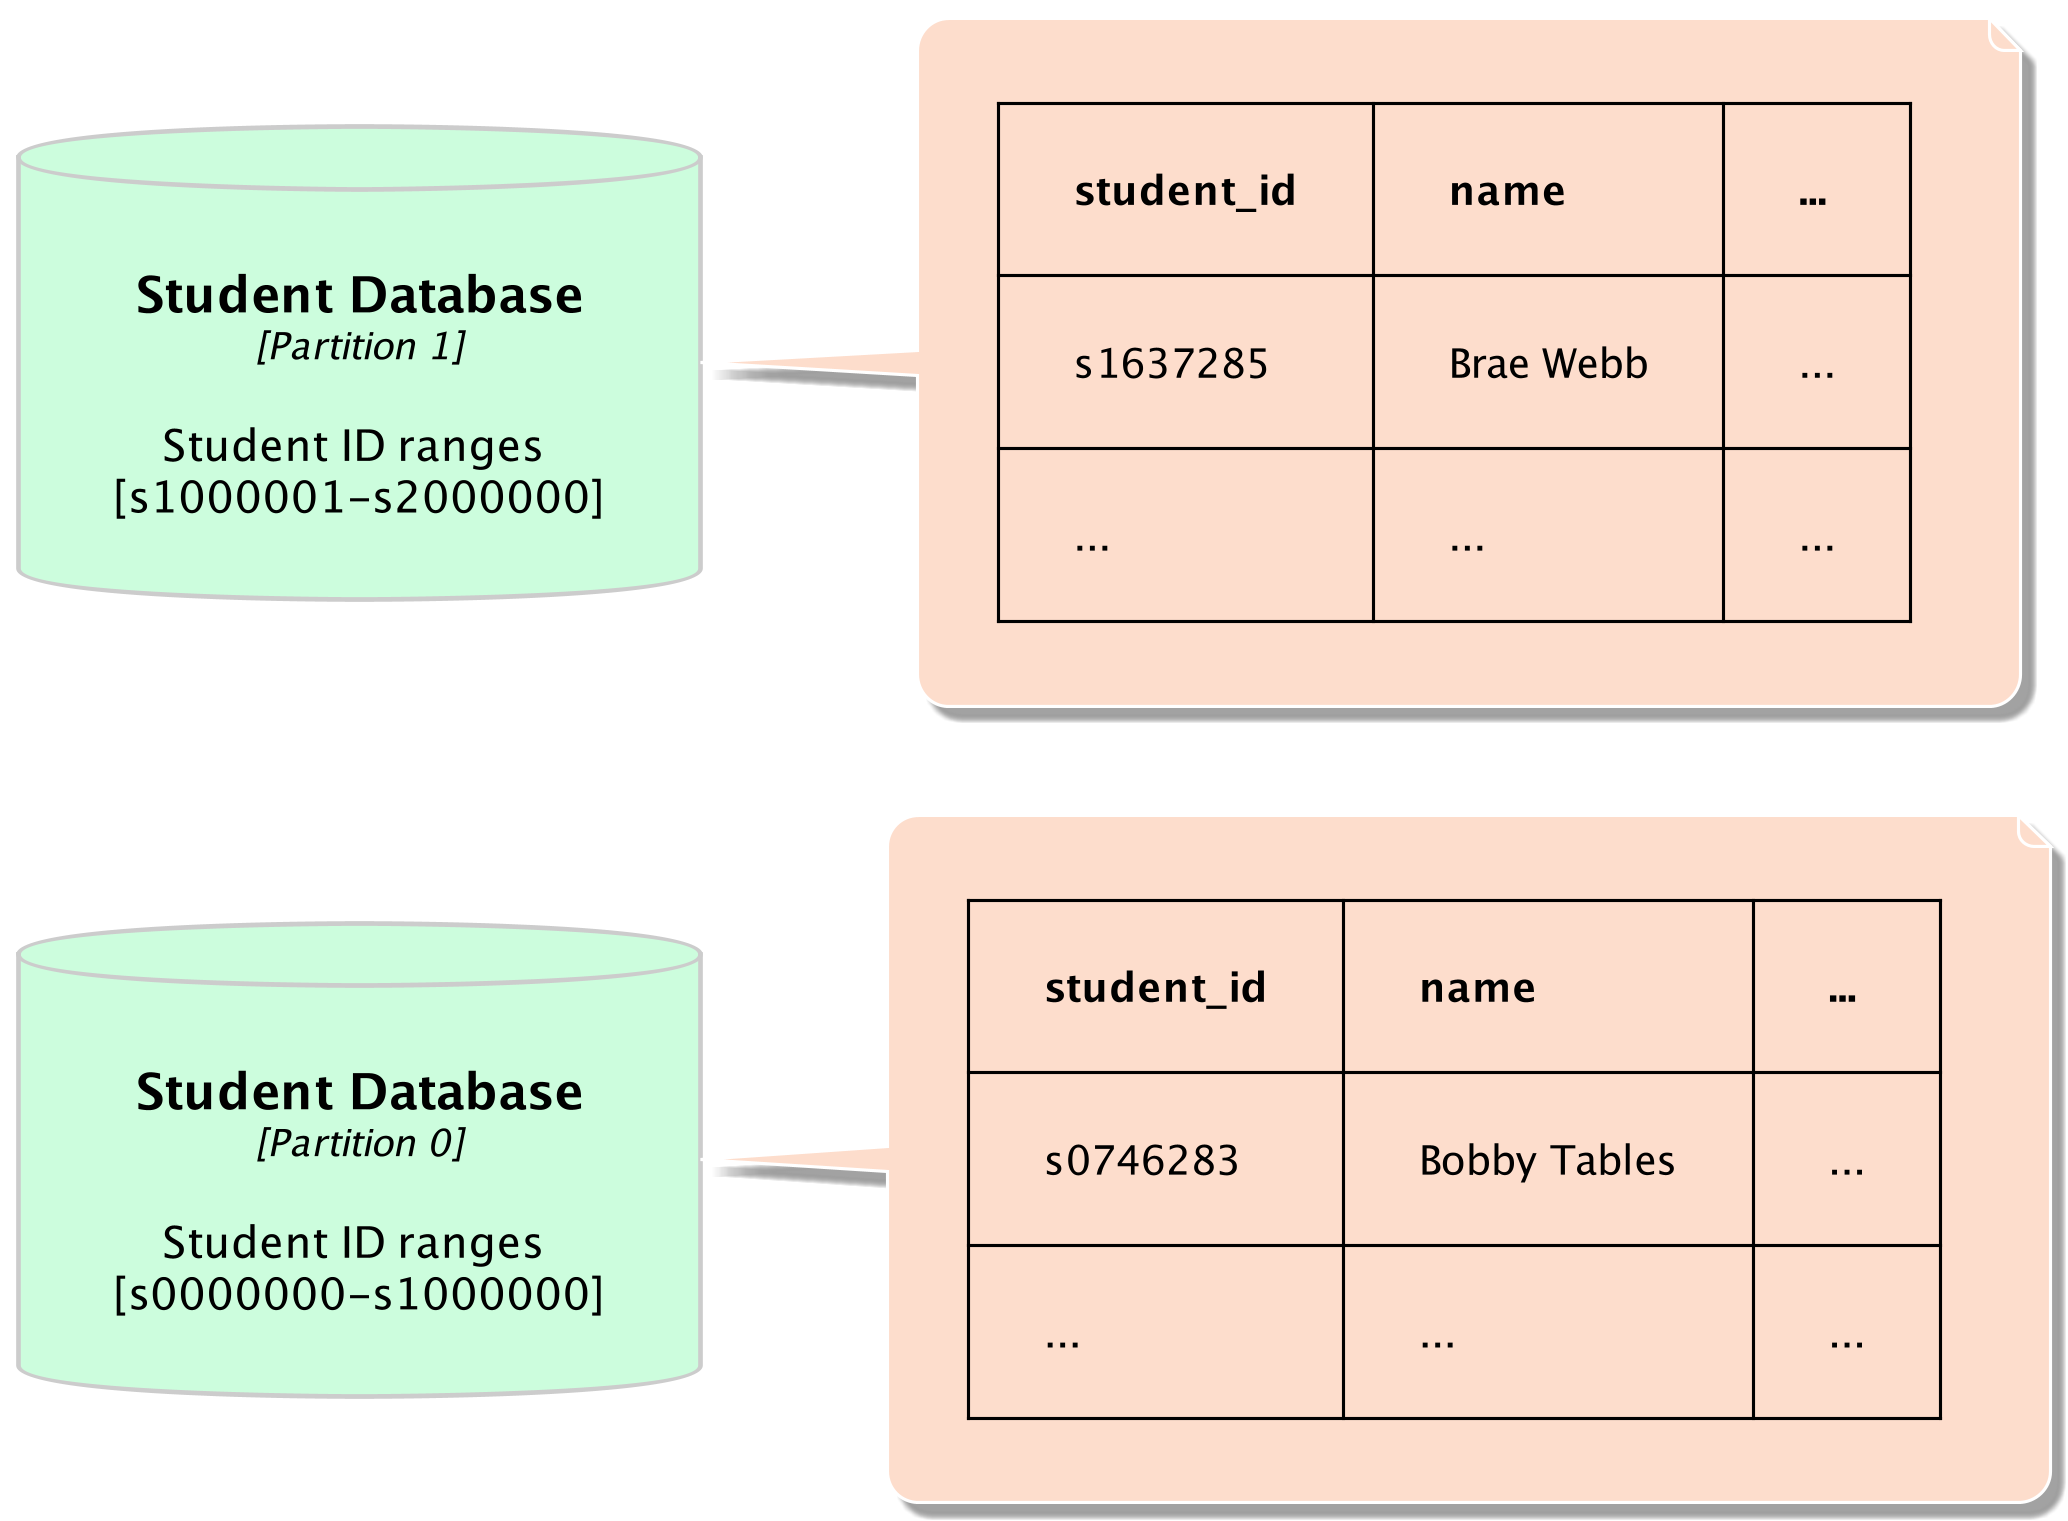 Student Database
[Partition 1]
Student ID ranges
[s1000001-s2000000]
student_id name ...
s1637285 Brae Webb ...
... ... ...
Student Database
[Partition 0]
Student ID ranges
[s0000000-s1000000]
student_id name ...
s0746283 Bobby Tables ...
... ... ...